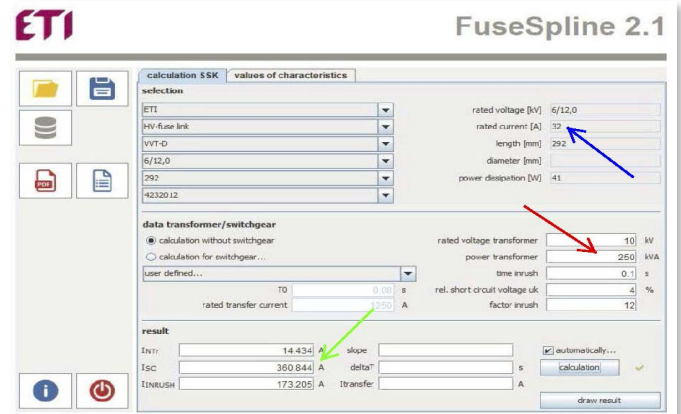 ETI FuseSpline 2.1
calculation SSK values of characteristics
selection
ETI rated voltage [kV] 6/12,0
HV-fuse link rated current [A] 32
VVT-D length [mm] 292
6/12,0 diameter [mm]
292 power dissipation [W] 41
4232012
data transformer/switchgear
calculation without switchgear rated voltage transformer 10 kV
calculation for switchgear... power transformer 250 kVA
user defined... time inrush 0.1 s
T0 0.08 s rel. short circuit voltage uk 4 %
rated transfer current 1250 A factor inrush 12
result
INTr 14.434 A slope automatically...
Isc 360.844 A deltaT s calculation
IINRUSH 173.205 A Itransfer A
draw result
PDF